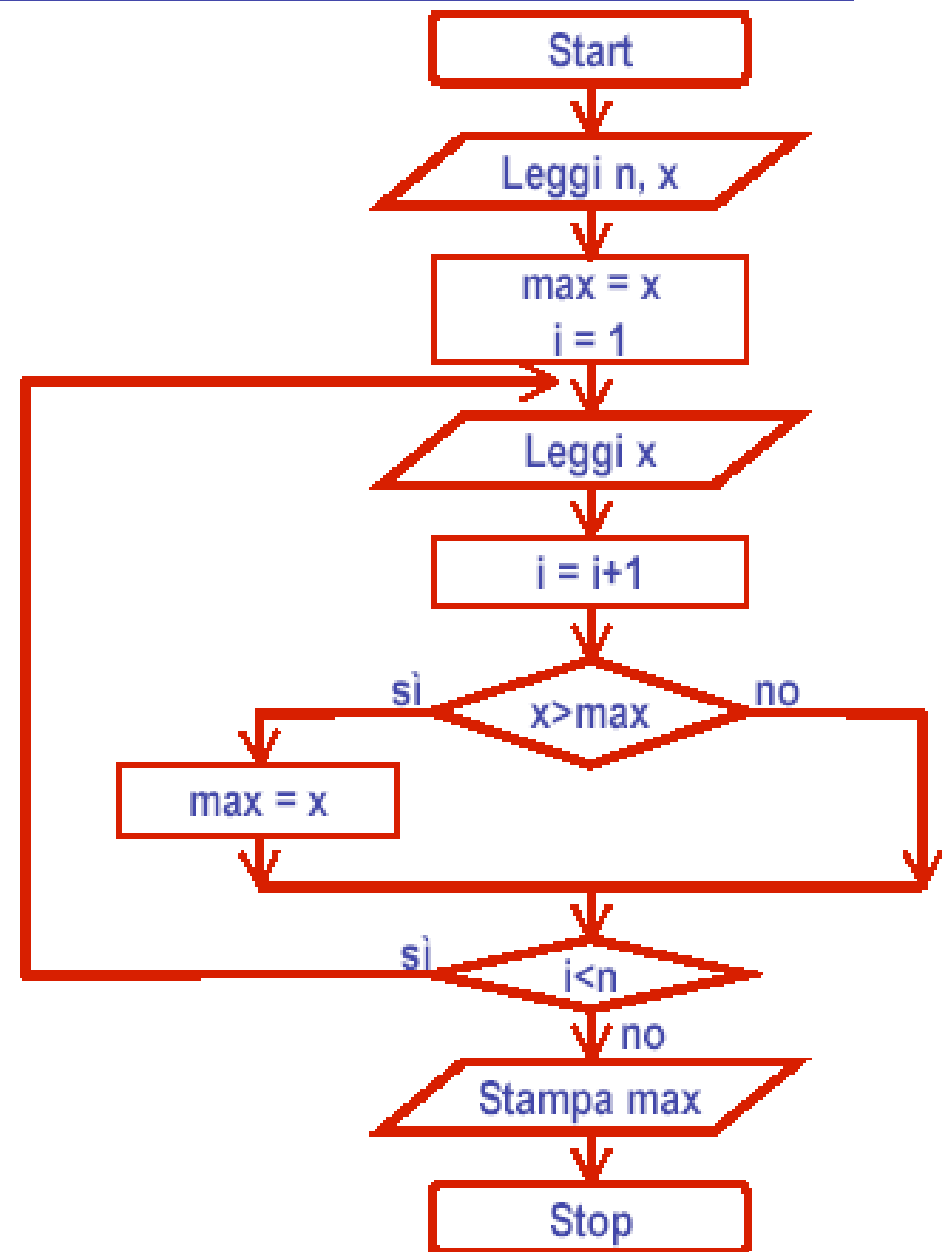 Start
Leggi n, x
max = x
i = 1
Leggi x
i = i+1
sì
x>max
no
max = x
sì
i<n
no
Stampa max
Stop